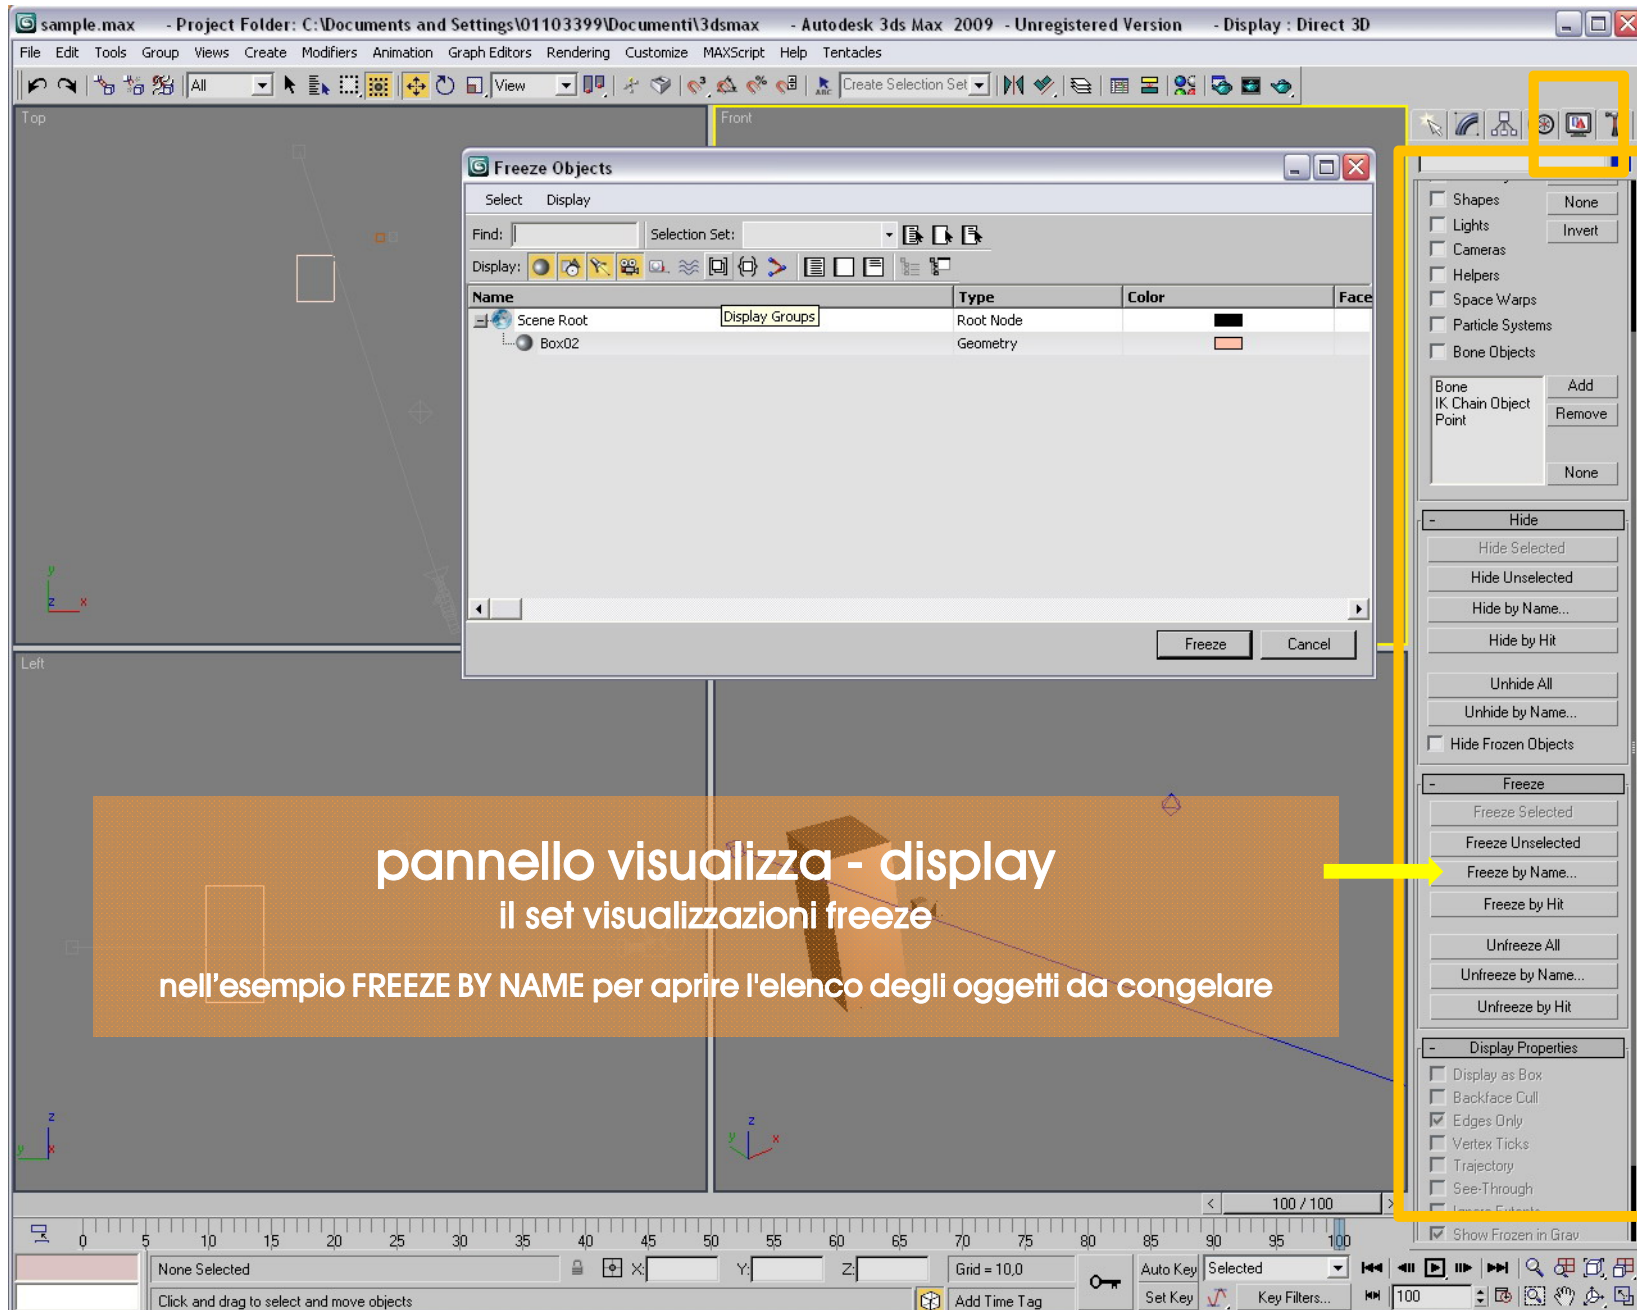 sample.max - Project Folder: C:\Documents and Settings\01103399\Documenti\3dsmax - Autodesk 3ds Max 2009 - Unregistered Version - Display : Direct 3D
File Edit Tools Group Views Create Modifiers Animation Graph Editors Rendering Customize MAXScript Help Tentacles
All View Create Selection Set
Top
Front
Freeze Objects
Select Display
Find: Selection Set:
Display:
Name Type Color Face
Scene Root Root Node
Display Groups
Box02 Geometry
Freeze Cancel
Shapes
Lights
Cameras
Helpers
Space Warps
Particle Systems
Bone Objects
None
Invert
Bone
IK Chain Object
Point
Add
Remove
None
- Hide
Hide Selected
Hide Unselected
Hide by Name...
Hide by Hit
Unhide All
Unhide by Name...
Hide Frozen Objects
- Freeze
Freeze Selected
Freeze Unselected
Freeze by Name...
Freeze by Hit
Unfreeze All
Unfreeze by Name...
Unfreeze by Hit
- Display Properties
Display as Box
Backface Cull
Edges Only
Vertex Ticks
Trajectory
See-Through
Show Frozen in Gray
y
z x
Left
pannello visualizza - display
il set visualizzazioni freeze
nell'esempio FREEZE BY NAME per aprire l'elenco degli oggetti da congelare
z
y x
z
y x
< 100 / 100 >
0 5 10 15 20 25 30 35 40 45 50 55 60 65 70 75 80 85 90 95 100
None Selected X: Y: Z: Grid = 10,0 Auto Key Selected
Click and drag to select and move objects Add Time Tag Set Key Key Filters... 100